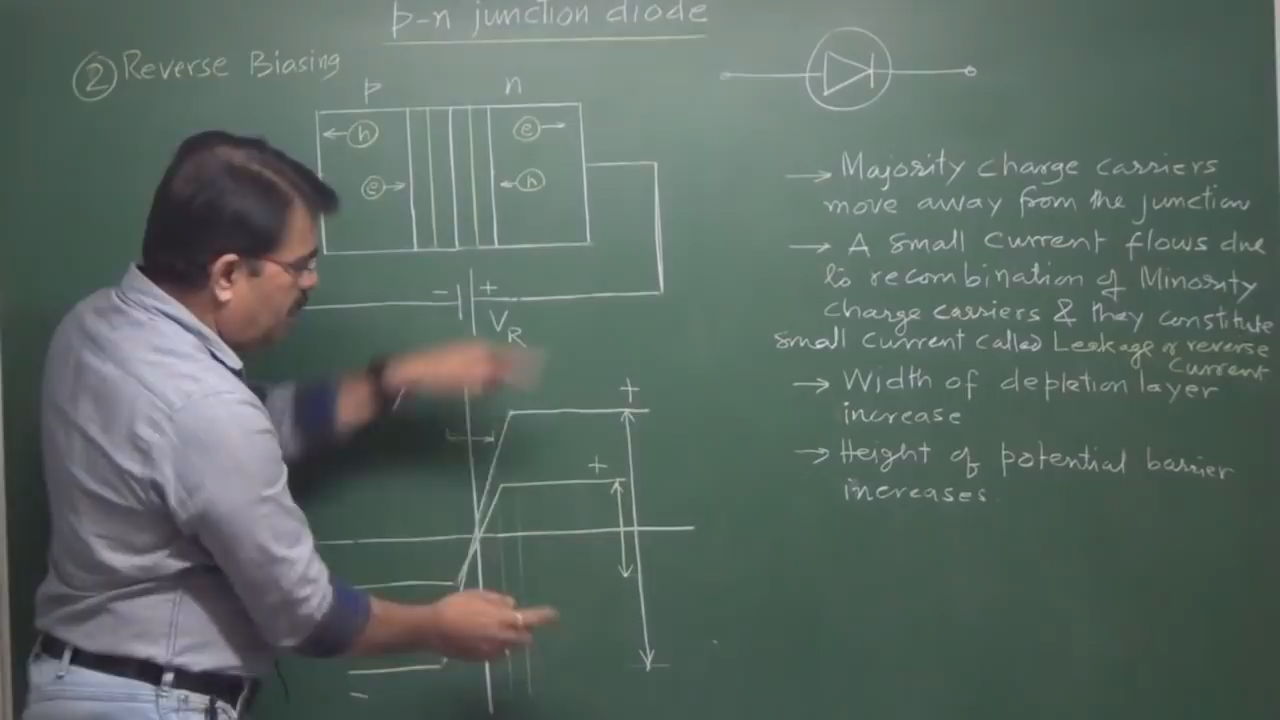 p-n junction diode
② Reverse Biasing
p n
h e
e h
- +
V_R
+
+
-
→ Majority charge carriers
move away from the junction
→ A small current flows due
to recombination of Minority
charge carriers & they constitute
small current called Leakage or reverse
current
→ Width of depletion layer
increase
→ Height of potential barrier
increases